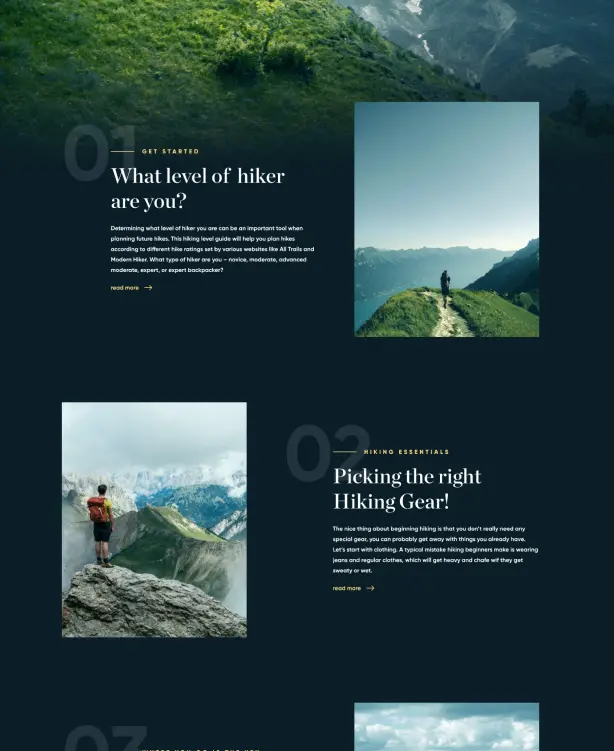 01
GET STARTED
What level of hiker
are you?
Determining what level of hiker you are can be an important tool when
planning future hikes. This hiking level guide will help you plan hikes
according to different hike ratings set by various websites like All Trails and
Modern Hiker. What type of hiker are you – novice, moderate, advanced
moderate, expert, or expert backpacker?
read more
02
HIKING ESSENTIALS
Picking the right
Hiking Gear!
The nice thing about beginning hiking is that you don't really need any
special gear, you can probably get away with things you already have.
Let's start with clothing. A typical mistake hiking beginners make is wearing
jeans and regular clothes, which will get heavy and chafe wif they get
sweaty or wet.
read more
03